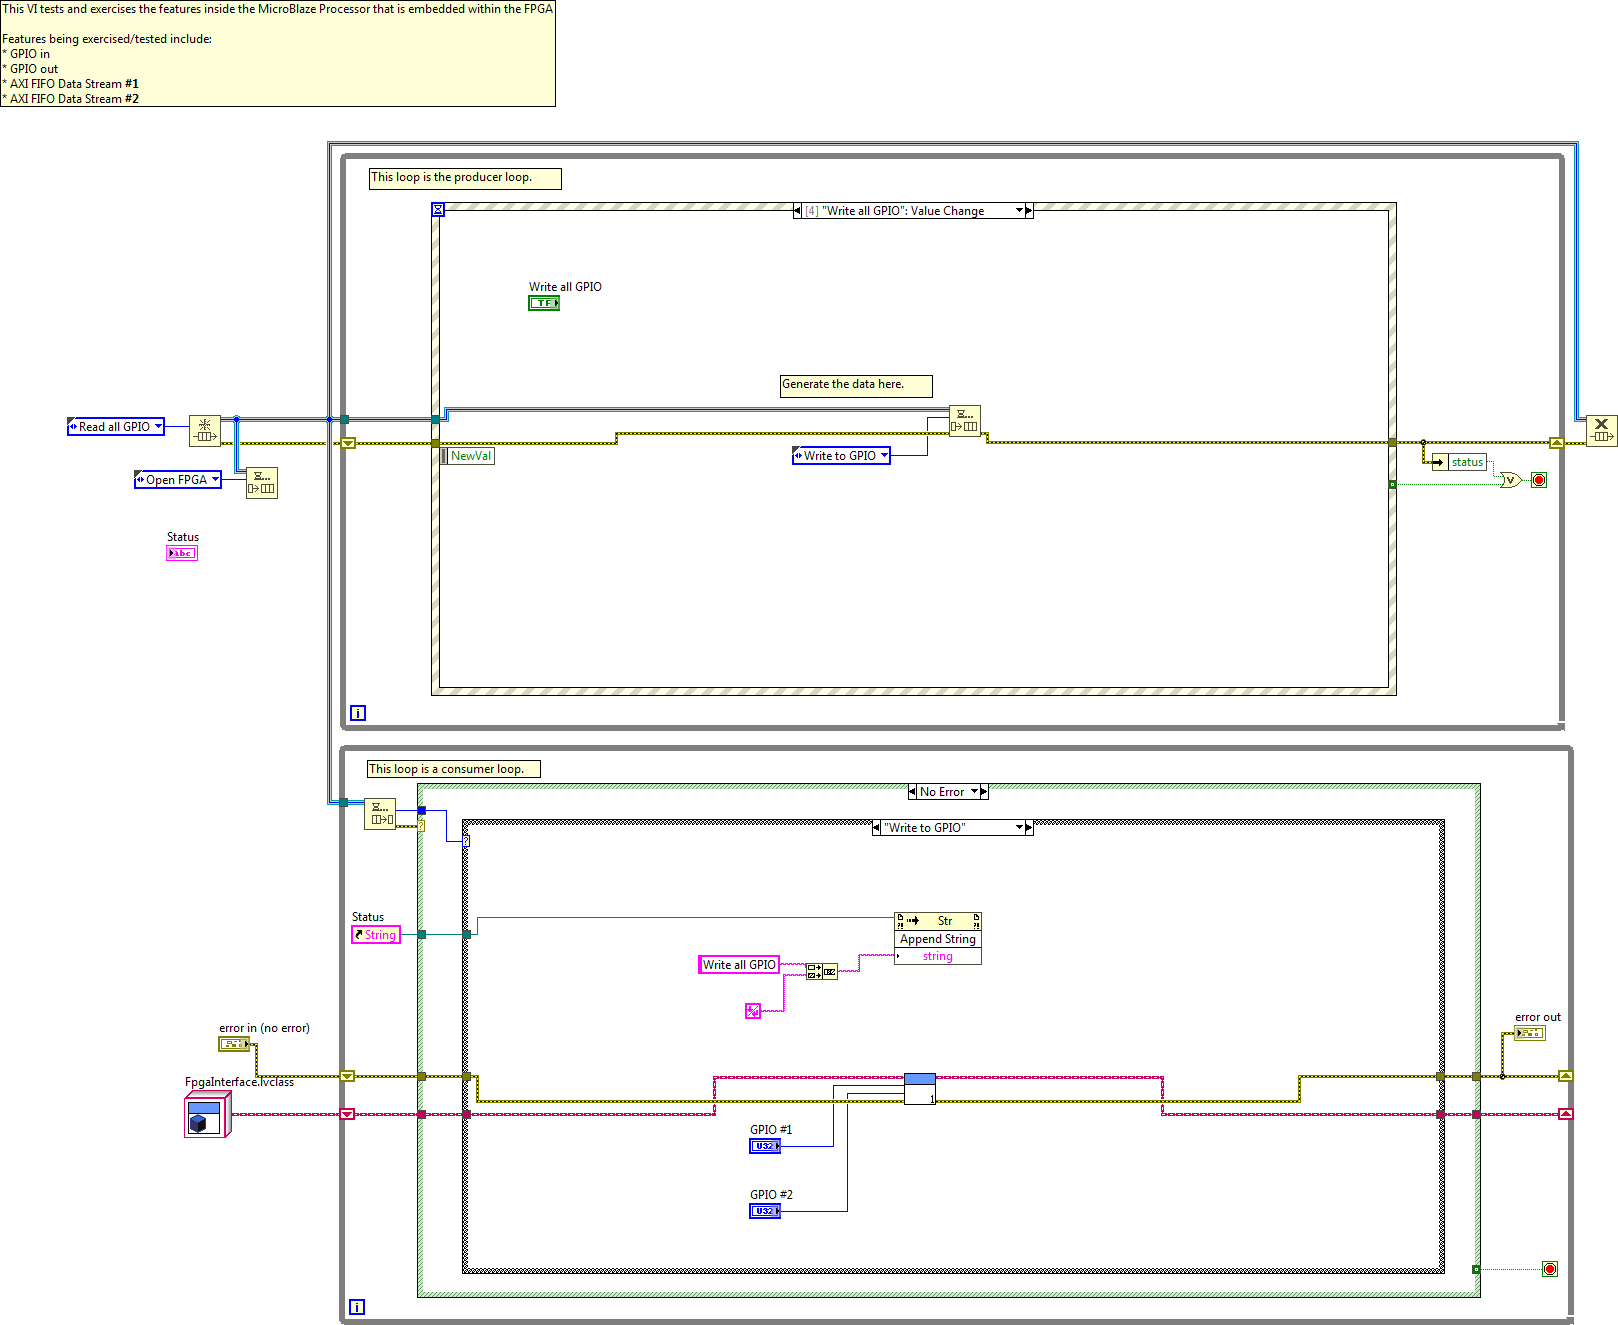 This VI tests and exercises the features inside the MicroBlaze Processor that is embedded within the FPGA
Features being exercised/tested include:
* GPIO in
* GPIO out
* AXI FIFO Data Stream #1
* AXI FIFO Data Stream #2
This loop is the producer loop.
[4] "Write all GPIO": Value Change
Write all GPIO
TF
Generate the data here.
Read all GPIO
NewVal
Write to GPIO
status
V
Open FPGA
Status
abc
i
This loop is a consumer loop.
No Error
"Write to GPIO"
?
?
Status
String
Str
Append String
string
Write all GPIO
error in (no error)
error out
FpgaInterface.lvclass
1
GPIO #1
U32
GPIO #2
U32
i